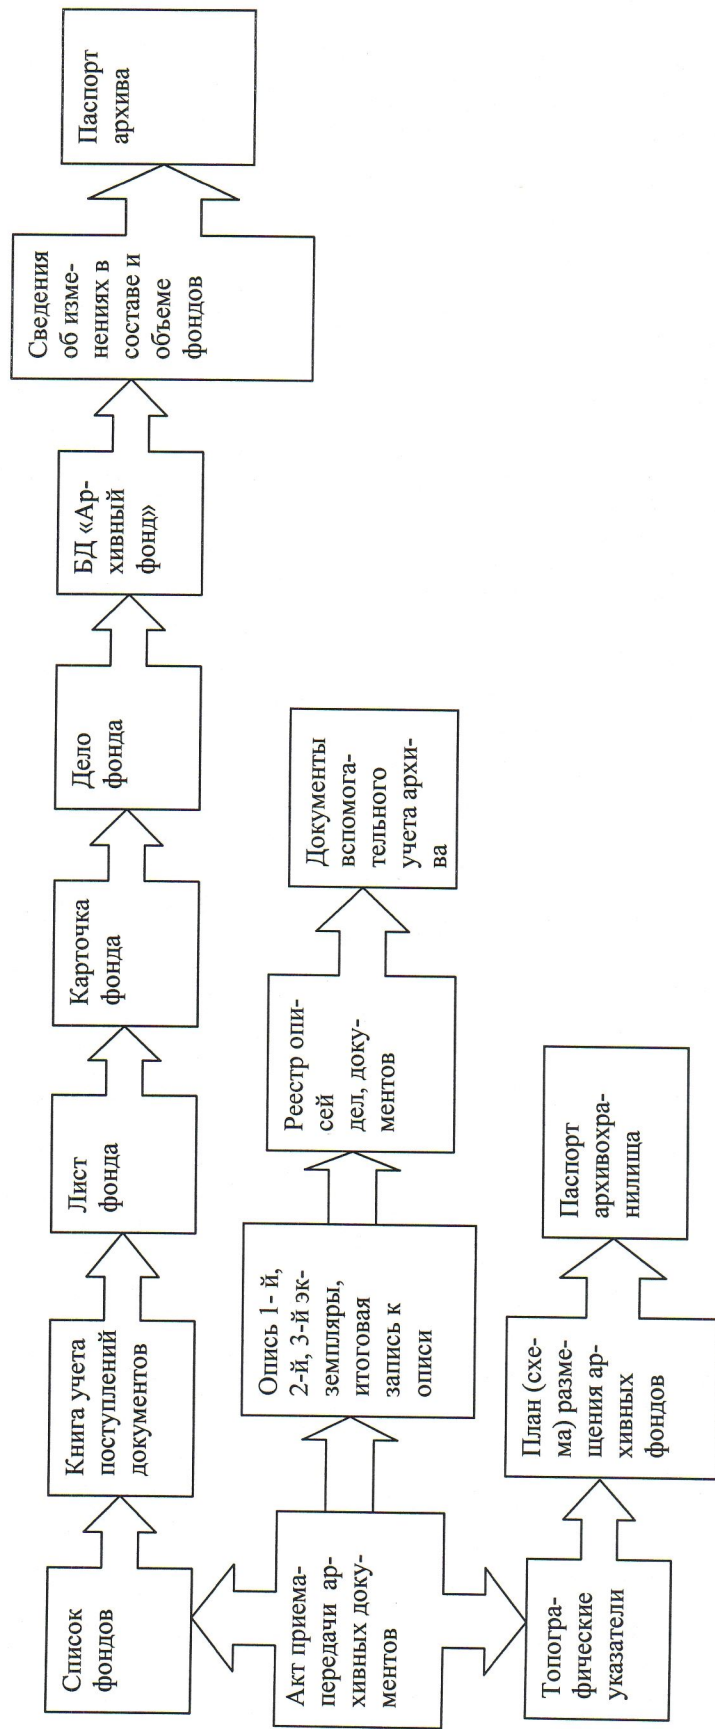 Список
фондов
Книга учета
поступлений
документов
Лист
фонда
Карточка
фонда
Дело
фонда
БД «Ар-
хивный
фонд»
Сведения
об изме-
нениях в
составе и
объеме
фондов
Паспорт
архива
Акт приема-
передачи ар-
хивных доку-
ментов
Опись 1- й,
2-й, 3-й эк-
земпляры,
итоговая
запись к
описи
Реестр опи-
сей
дел, доку-
ментов
Документы
вспомога-
тельного
учета архи-
ва
Топогра-
фические
указатели
План (схе-
ма) разме-
щения ар-
хивных
фондов
Паспорт
архивохра-
нилища